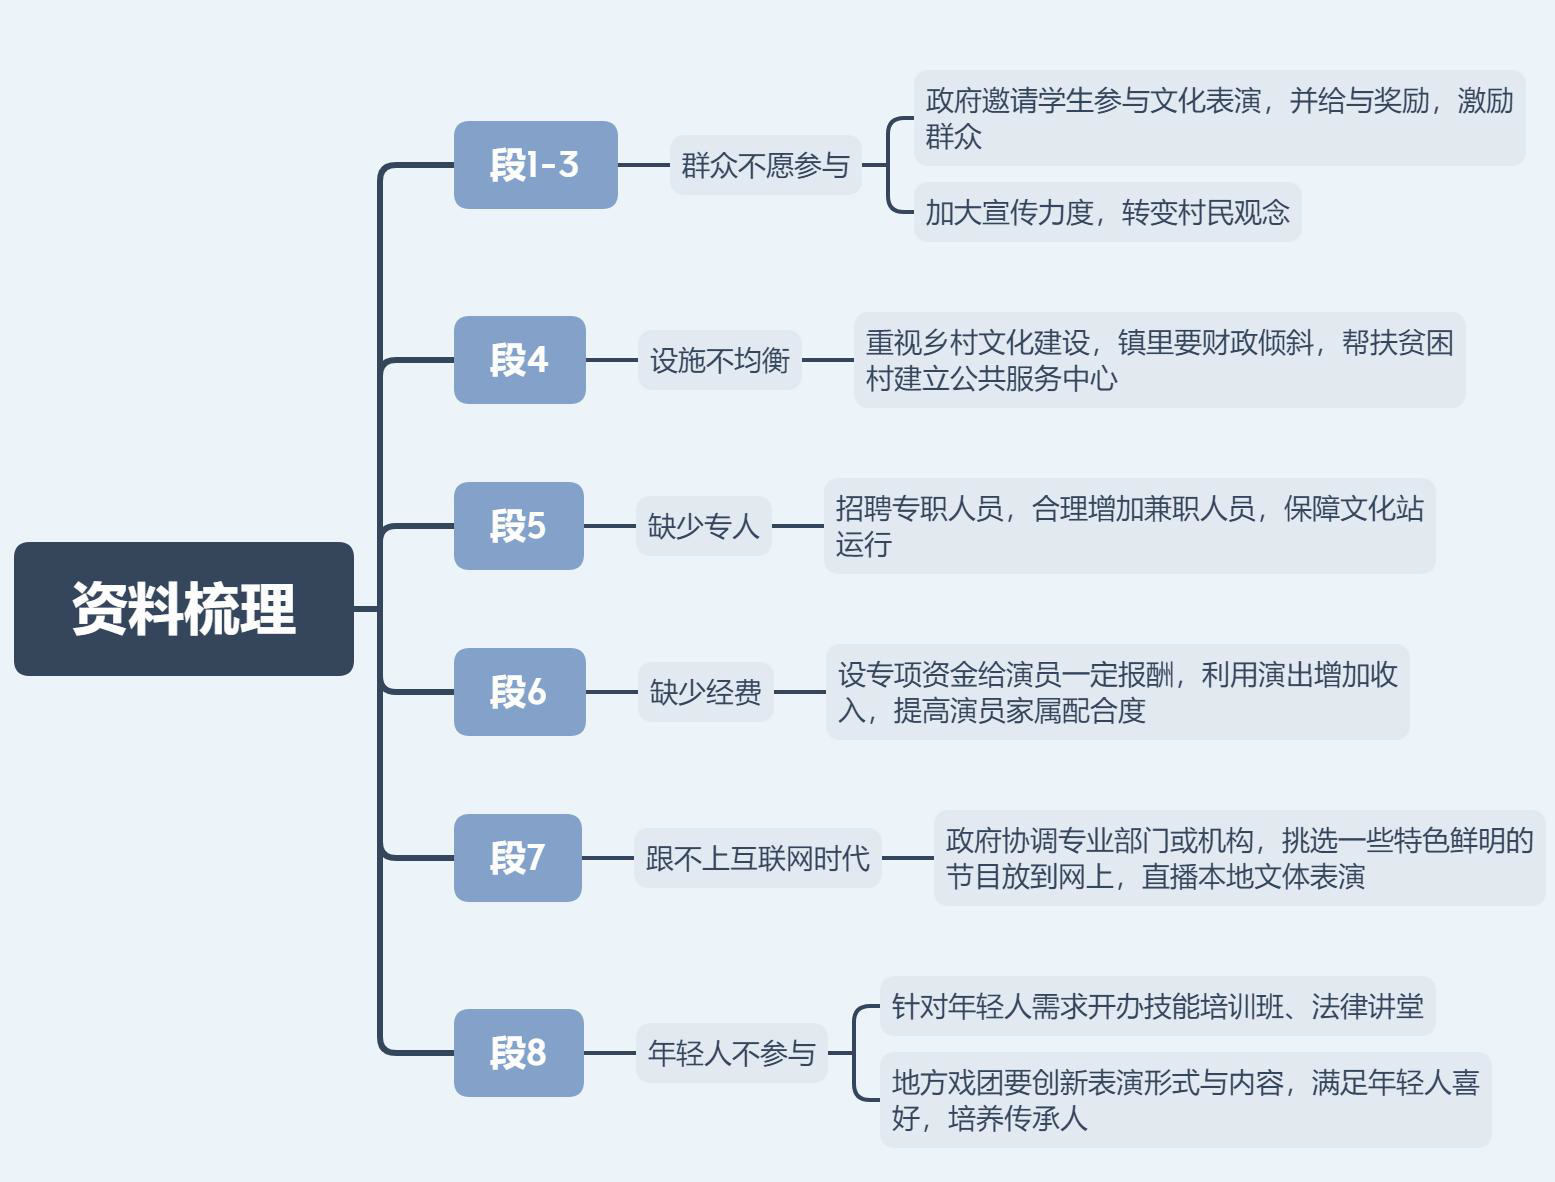 资料梳理
段1-3
群众不愿参与
政府邀请学生参与文化表演，并给与奖励，激励
群众
加大宣传力度，转变村民观念
段4
设施不均衡
重视乡村文化建设，镇里要财政倾斜，帮扶贫困
村建立公共服务中心
段5
缺少专人
招聘专职人员，合理增加兼职人员，保障文化站
运行
段6
缺少经费
设专项资金给演员一定报酬，利用演出增加收
入，提高演员家属配合度
段7
跟不上互联网时代
政府协调专业部门或机构，挑选一些特色鲜明的
节目放到网上，直播本地文体表演
段8
年轻人不参与
针对年轻人需求开办技能培训班、法律讲堂
地方戏团要创新表演形式与内容，满足年轻人喜
好，培养传承人